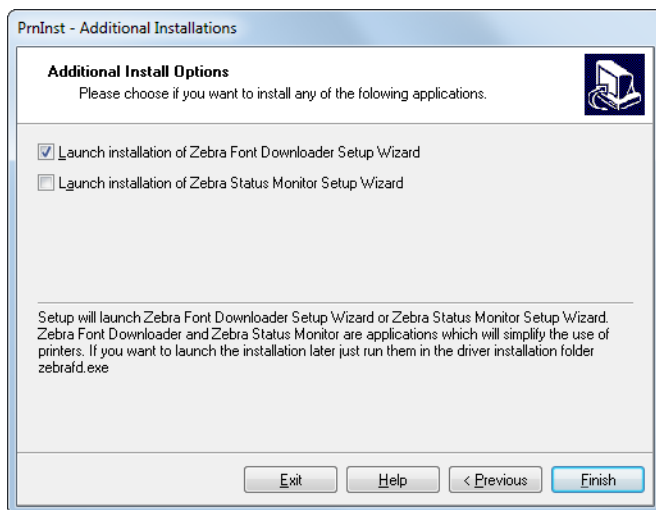 PrnInst - Additional Installations
Additional Install Options
Please choose if you want to install any of the folowing applications.
Launch installation of Zebra Font Downloader Setup Wizard
Launch installation of Zebra Status Monitor Setup Wizard
Setup will launch Zebra Font Downloader Setup Wizard or Zebra Status Monitor Setup Wizard.
Zebra Font Downloader and Zebra Status Monitor are applications which will simplify the use of
printers. If you want to launch the installation later just run them in the driver installation folder
zebrafd.exe
Exit Help < Previous Finish